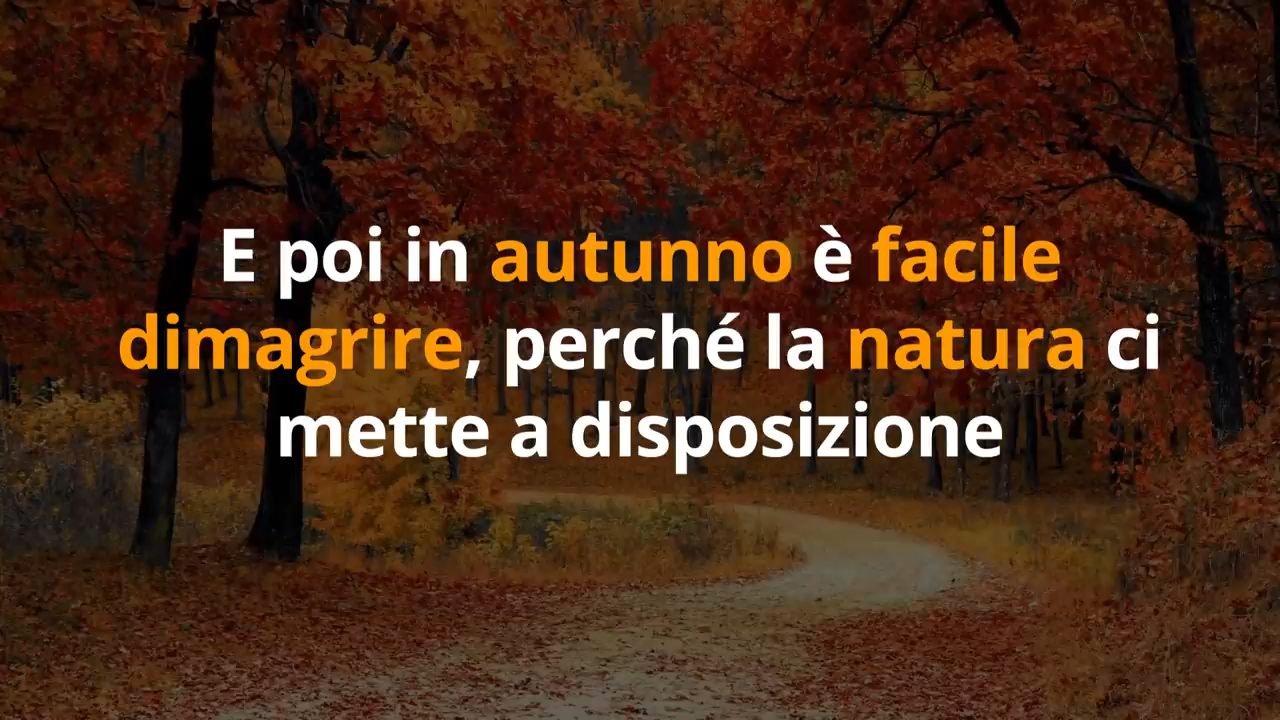 E poi in autunno è facile
dimagrire, perché la natura ci
mette a disposizione